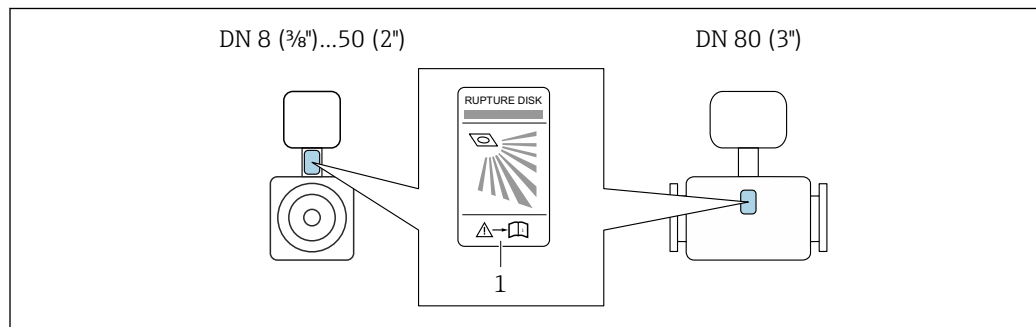 DN 8 (⅜")...50 (2")
DN 80 (3")
RUPTURE DISK
i
1